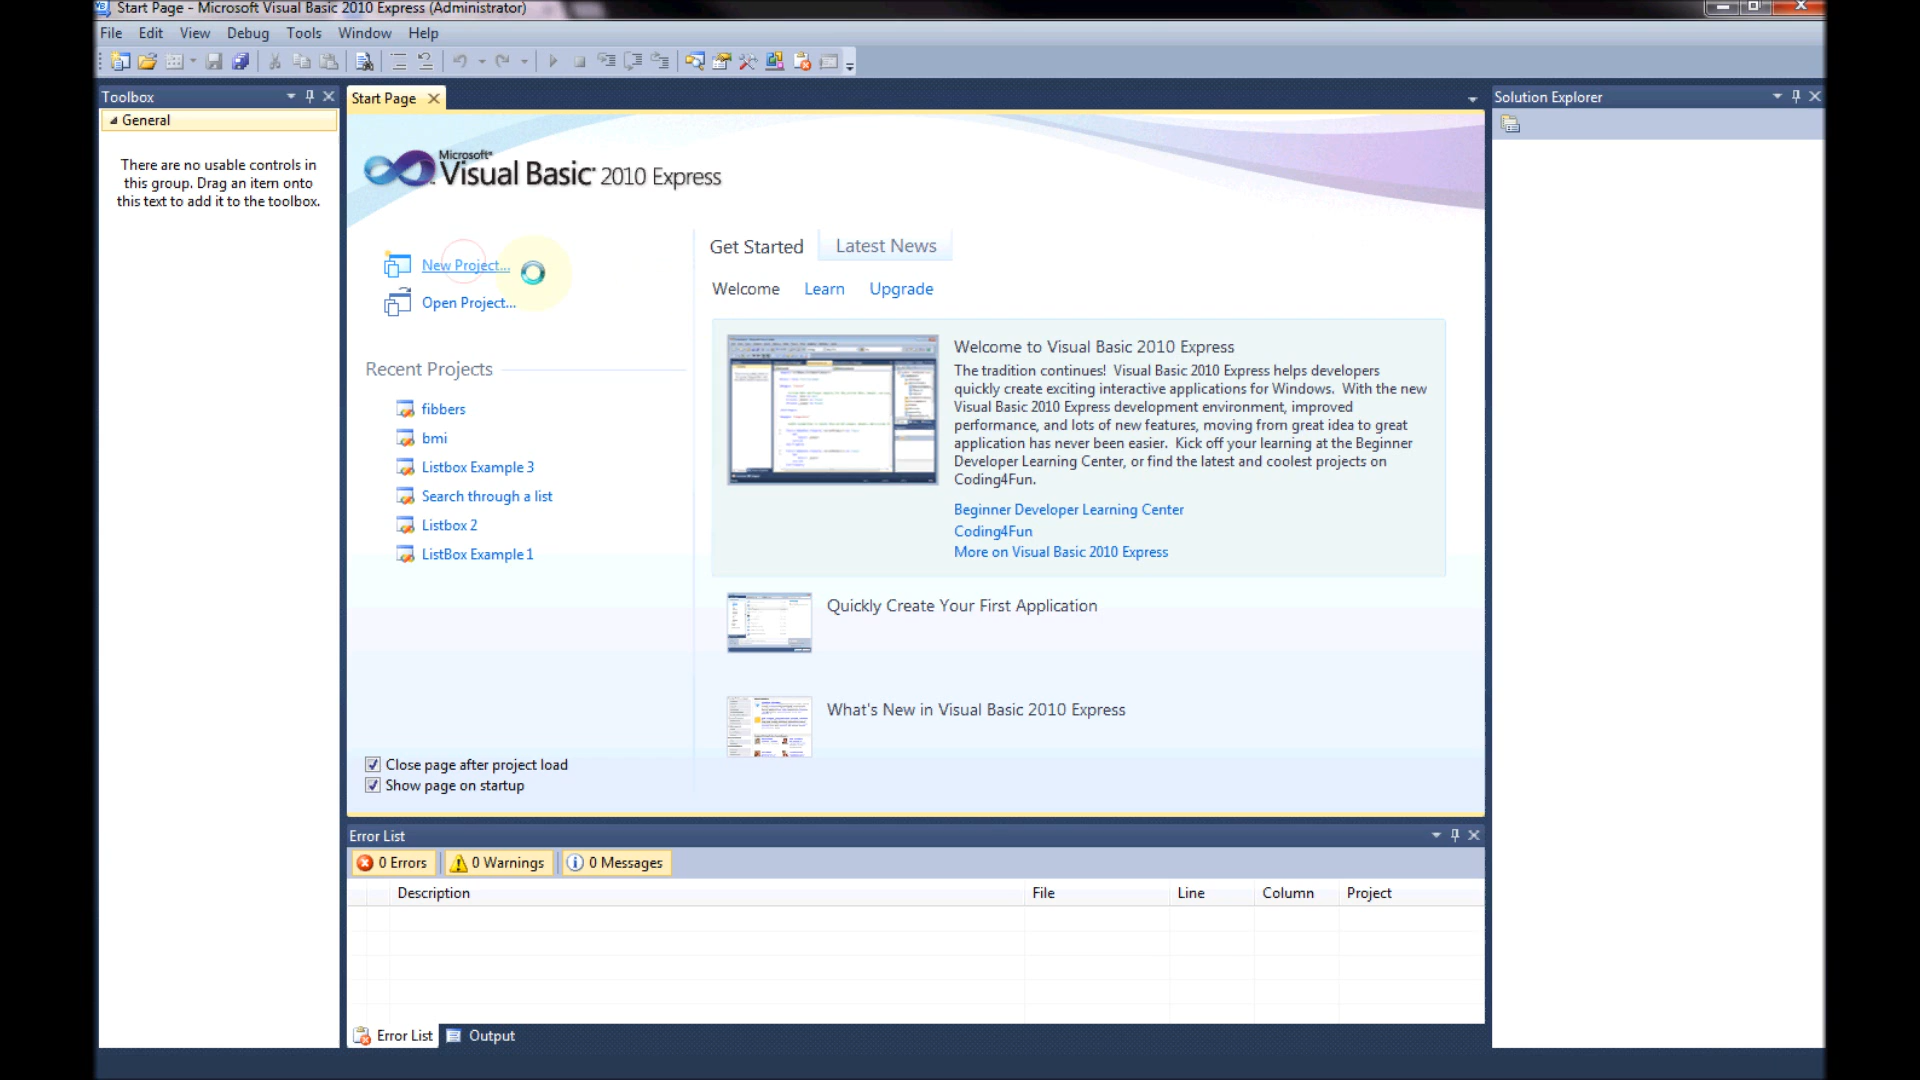 Start Page - Microsoft Visual Basic 2010 Express (Administrator)
File Edit View Debug Tools Window Help
Toolbox
Start Page
Solution Explorer
General
There are no usable controls in
this group. Drag an item onto
this text to add it to the toolbox.
Microsoft
Visual Basic 2010 Express
New Project...
Open Project...
Get Started
Latest News
Welcome
Learn
Upgrade
Recent Projects
fibbers
bmi
Listbox Example 3
Search through a list
Listbox 2
ListBox Example 1
Welcome to Visual Basic 2010 Express
The tradition continues! Visual Basic 2010 Express helps developers
quickly create exciting interactive applications for Windows. With the new
Visual Basic 2010 Express development environment, improved
performance, and lots of new features, moving from great idea to great
application has never been easier. Kick off your learning at the Beginner
Developer Learning Center, or find the latest and coolest projects on
Coding4Fun.
Beginner Developer Learning Center
Coding4Fun
More on Visual Basic 2010 Express
Quickly Create Your First Application
What's New in Visual Basic 2010 Express
Close page after project load
Show page on startup
Error List
0 Errors
0 Warnings
0 Messages
Description
File
Line
Column
Project
Error List
Output